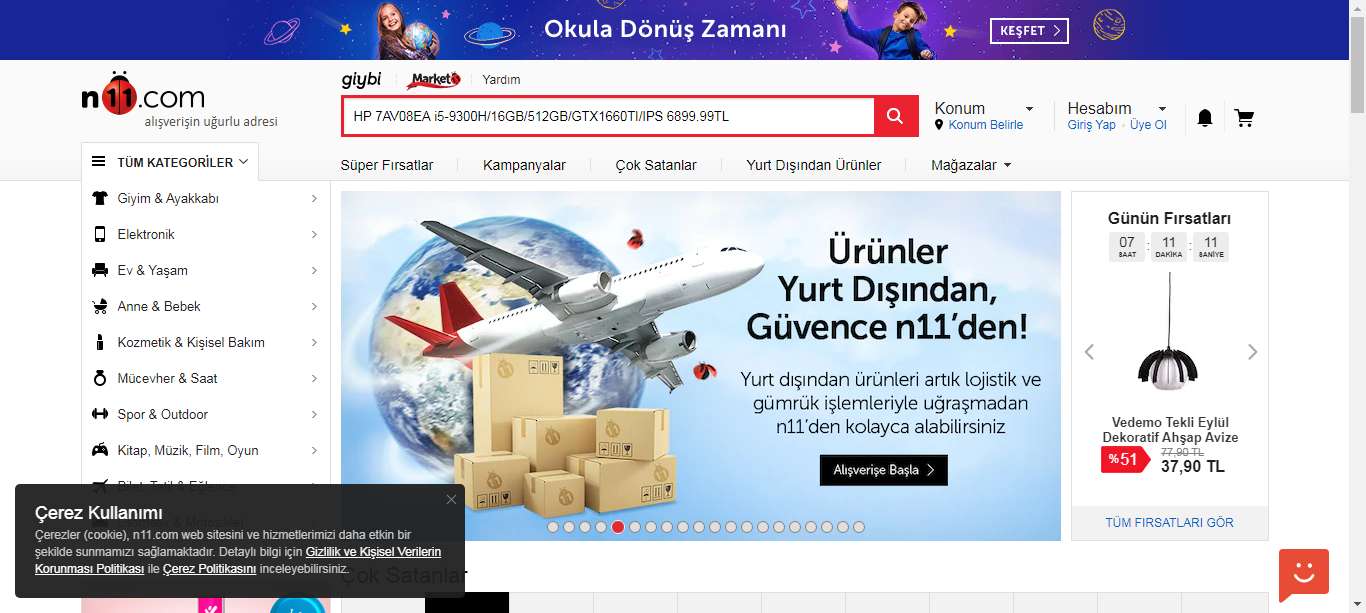 Okula Dönüş Zamanı
KEŞFET
giybi
Market11
Yardım
n11.com
alışverişin uğurlu adresi
HP 7AV08EA i5-9300H/16GB/512GB/GTX1660TI/IPS 6899.99TL
Konum
Konum Belirle
Hesabım
Giriş Yap
Üye Ol
TÜM KATEGORİLER
Süper Fırsatlar
Kampanyalar
Çok Satanlar
Yurt Dışından Ürünler
Mağazalar
Giyim & Ayakkabı
Elektronik
Ev & Yaşam
Anne & Bebek
Kozmetik & Kişisel Bakım
Mücevher & Saat
Spor & Outdoor
Kitap, Müzik, Film, Oyun
Bilet, Tatil & Eğlence
Ürünler
Yurt Dışından,
Güvence n11'den!
Yurt dışından ürünleri artık lojistik ve
gümrük işlemleriyle uğraşmadan
n11'den kolayca alabilirsiniz
Alışverişe Başla
Günün Fırsatları
07 : 11 : 11
SAAT DAKİKA SANİYE
Vedemo Tekli Eylül
Dekoratif Ahşap Avize
%51
77,90 TL
37,90 TL
TÜM FIRSATLARI GÖR
Çerez Kullanımı
Çerezler (cookie), n11.com web sitesini ve hizmetlerimizi daha etkin bir
şekilde sunmamızı sağlamaktadır. Detaylı bilgi için Gizlilik ve Kişisel Verilerin
Korunması Politikası ile Çerez Politikasını inceleyebilirsiniz.
Çok Satanlar